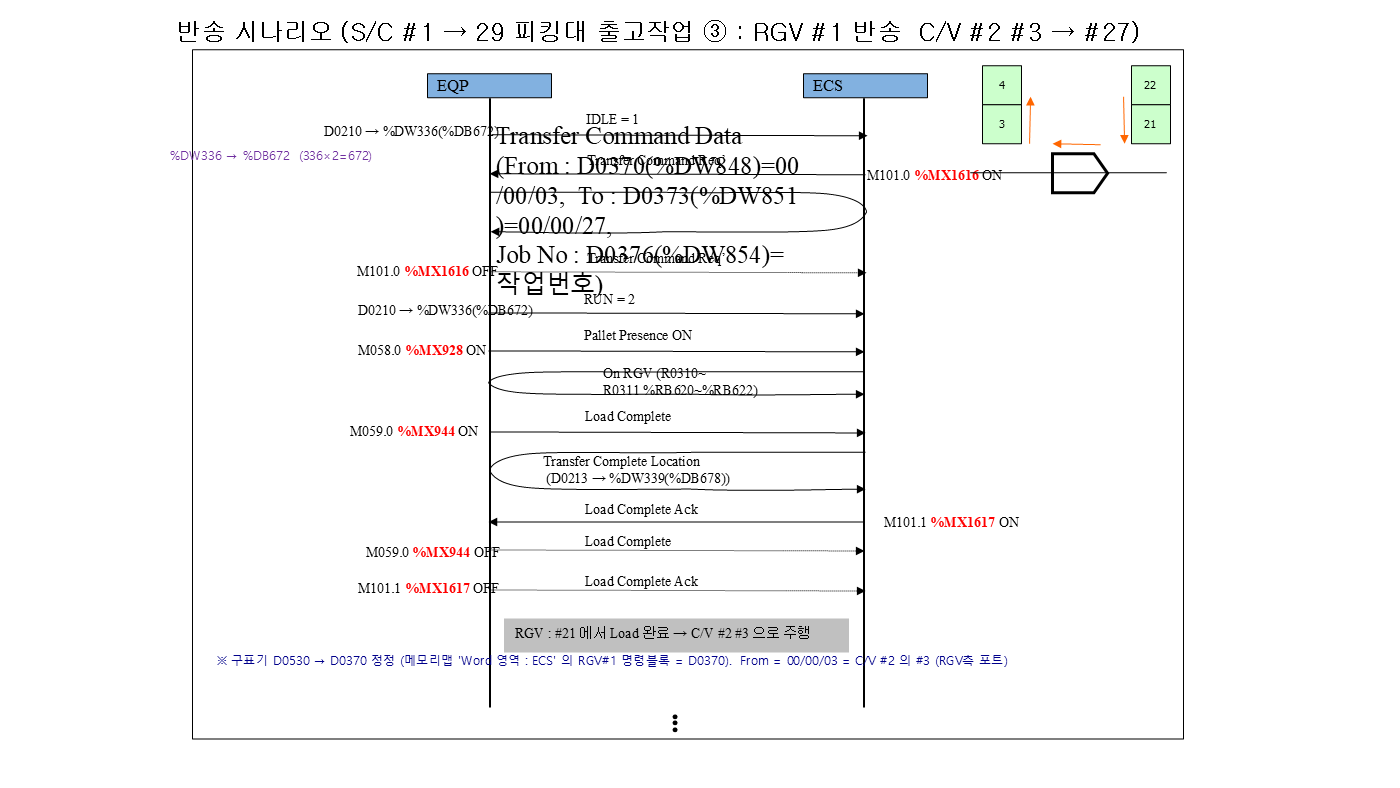 반송 시나리오 (S/C #1 → 29 피킹대 출고작업 ③ : RGV #1 반송  C/V #2 #3 → #27)
EQP
ECS
4
3
22
21
IDLE = 1
D0210 → %DW336(%DB672)
%DW336 → %DB672  (336×2=672)
Transfer Command Data
(From : D0370(%DW848)=00
/00/03,  To : D0373(%DW851
)=00/00/27,
Job No : D0376(%DW854)=
작업번호)
Transfer Command Req'
M101.0 %MX1616 ON
Transfer Command Req'
M101.0 %MX1616 OFF
RUN = 2
D0210 → %DW336(%DB672)
Pallet Presence ON
M058.0 %MX928 ON
On RGV (R0310~
R0311 %RB620~%RB622)
Load Complete
M059.0 %MX944 ON
Transfer Complete Location
(D0213 → %DW339(%DB678))
Load Complete Ack
M101.1 %MX1617 ON
Load Complete
M059.0 %MX944 OFF
Load Complete Ack
M101.1 %MX1617 OFF
RGV : #21 에서 Load 완료 → C/V #2 #3 으로 주행
※ 구표기 D0530 → D0370 정정 (메모리맵 'Word 영역 : ECS' 의 RGV#1 명령블록 = D0370).  From = 00/00/03 = C/V #2 의 #3 (RGV측 포트)